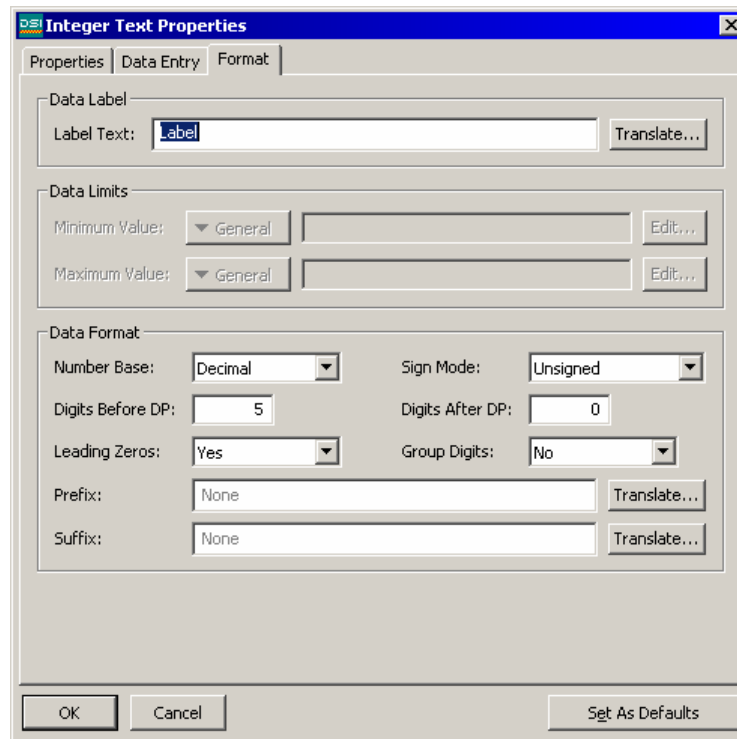 DSI Integer Text Properties
Properties Data Entry Format
Data Label
Label Text: Label Translate...
Data Limits
Minimum Value: General Edit...
Maximum Value: General Edit...
Data Format
Number Base: Decimal Sign Mode: Unsigned
Digits Before DP: 5 Digits After DP: 0
Leading Zeros: Yes Group Digits: No
Prefix: None Translate...
Suffix: None Translate...
OK Cancel Set As Defaults